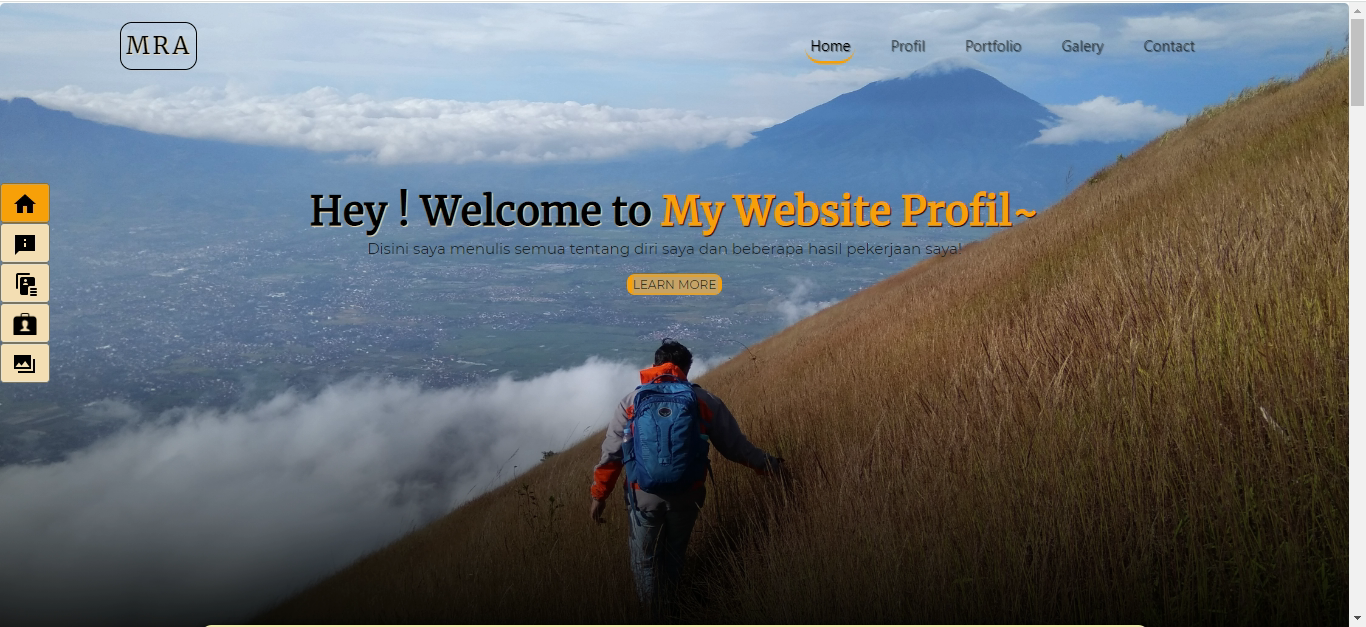 MRA
Home Profil Portfolio Galery Contact
Hey ! Welcome to My Website Profil~
Disini saya menulis semua tentang diri saya dan beberapa hasil pekerjaan saya!
LEARN MORE